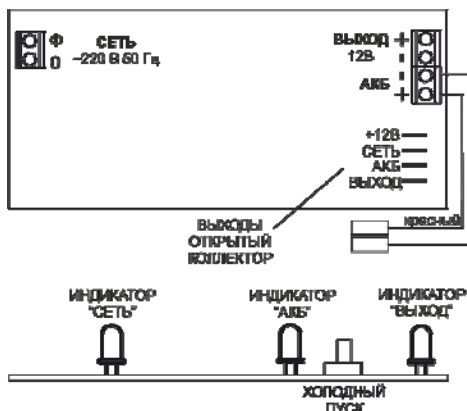 Ф
0
СЕТЬ
~220 В 50 Гц
ВЫХОД +
12В -
АКБ -
+
+12В
СЕТЬ
АКБ
ВЫХОД
ВЫХОДЫ
ОТКРЫТЫЙ
КОЛЛЕКТОР
красный
ИНДИКАТОР
"СЕТЬ"
ИНДИКАТОР
"АКБ"
ИНДИКАТОР
"ВЫХОД"
ХОЛОДНЫЙ
ПУСК